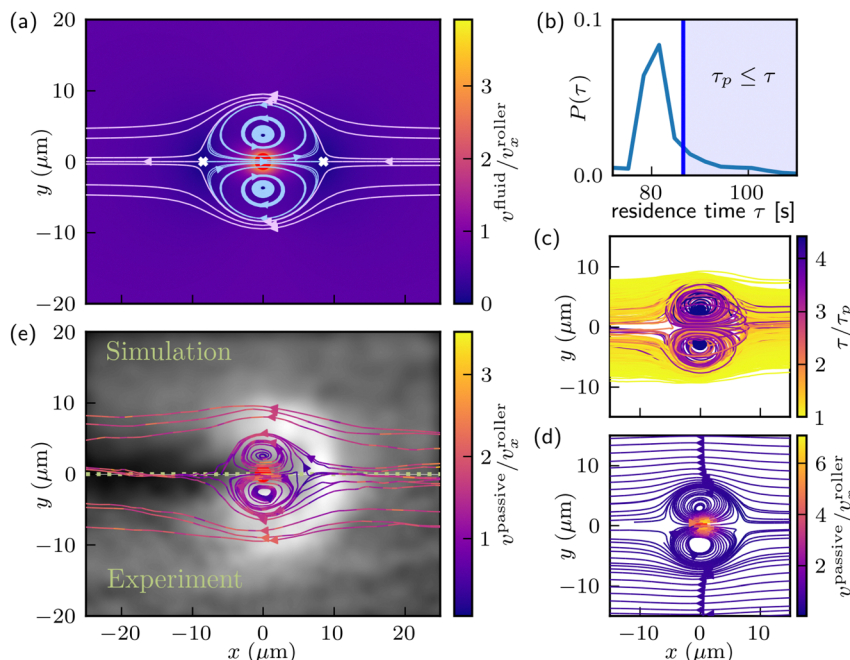 (a)
20
10
0
−10
−20
y (μm)
3
2
1
0
v^fluid/v_x^roller
(b)
0.1
0.0
P(τ)
τ_p ≤ τ
80
100
residence time τ [s]
(c)
10
0
−10
y (μm)
4
3
2
1
τ/τ_p
(e)
Simulation
Experiment
20
10
0
−10
−20
y (μm)
−20
−10
0
10
20
x (μm)
3
2
1
v^passive/v_x^roller
(d)
10
0
−10
y (μm)
−10
0
10
x (μm)
6
4
2
v^passive/v^roller